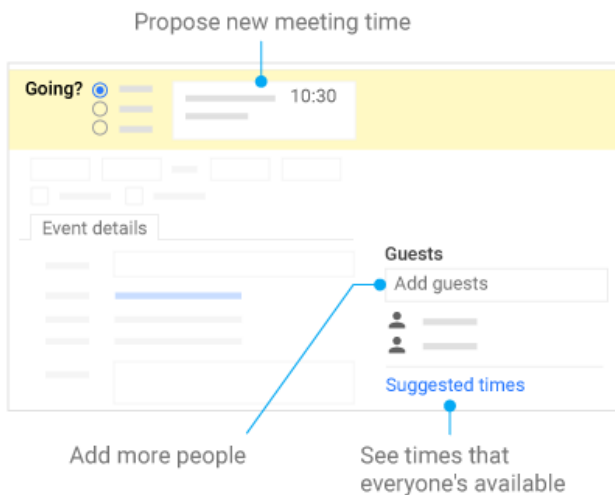 Propose new meeting time
Going?
10:30
Event details
Guests
Add guests
Suggested times
Add more people
See times that
everyone's available